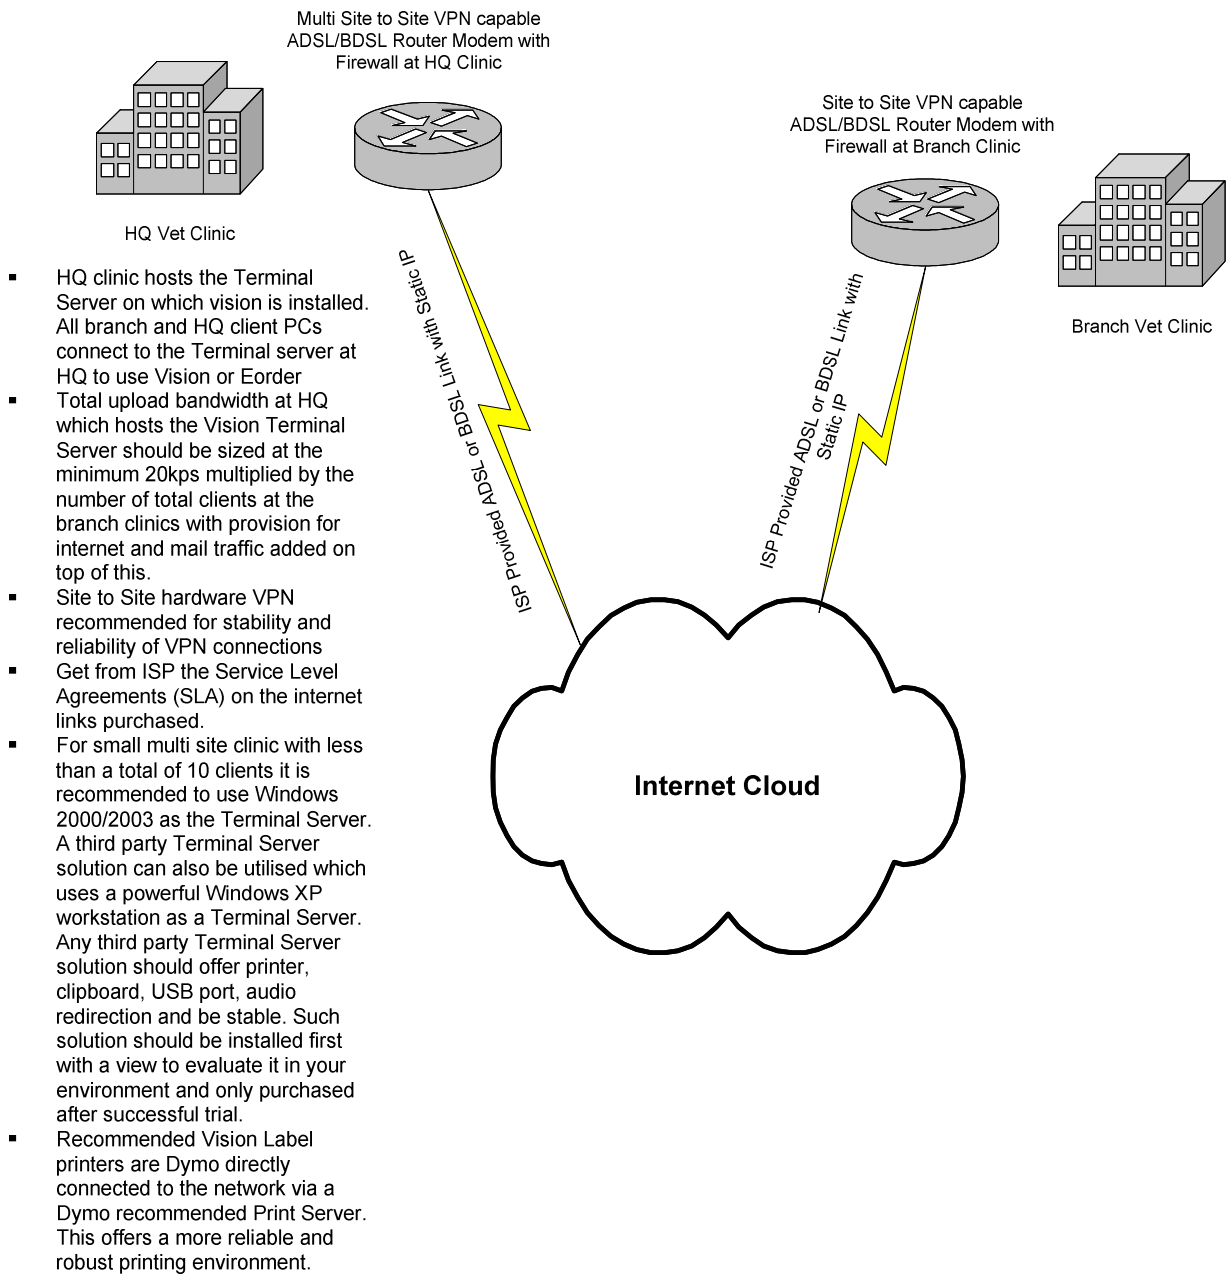 Multi Site to Site VPN capable
ADSL/BDSL Router Modem with
Firewall at HQ Clinic
Site to Site VPN capable
ADSL/BDSL Router Modem with
Firewall at Branch Clinic
HQ Vet Clinic
Branch Vet Clinic
ISP Provided ADSL or BDSL Link with Static IP
ISP Provided ADSL or BDSL Link with
Static IP
Internet Cloud
▪ HQ clinic hosts the Terminal
Server on which vision is installed.
All branch and HQ client PCs
connect to the Terminal server at
HQ to use Vision or Eorder
▪ Total upload bandwidth at HQ
which hosts the Vision Terminal
Server should be sized at the
minimum 20kps multiplied by the
number of total clients at the
branch clinics with provision for
internet and mail traffic added on
top of this.
▪ Site to Site hardware VPN
recommended for stability and
reliability of VPN connections
▪ Get from ISP the Service Level
Agreements (SLA) on the internet
links purchased.
▪ For small multi site clinic with less
than a total of 10 clients it is
recommended to use Windows
2000/2003 as the Terminal Server.
A third party Terminal Server
solution can also be utilised which
uses a powerful Windows XP
workstation as a Terminal Server.
Any third party Terminal Server
solution should offer printer,
clipboard, USB port, audio
redirection and be stable. Such
solution should be installed first
with a view to evaluate it in your
environment and only purchased
after successful trial.
▪ Recommended Vision Label
printers are Dymo directly
connected to the network via a
Dymo recommended Print Server.
This offers a more reliable and
robust printing environment.